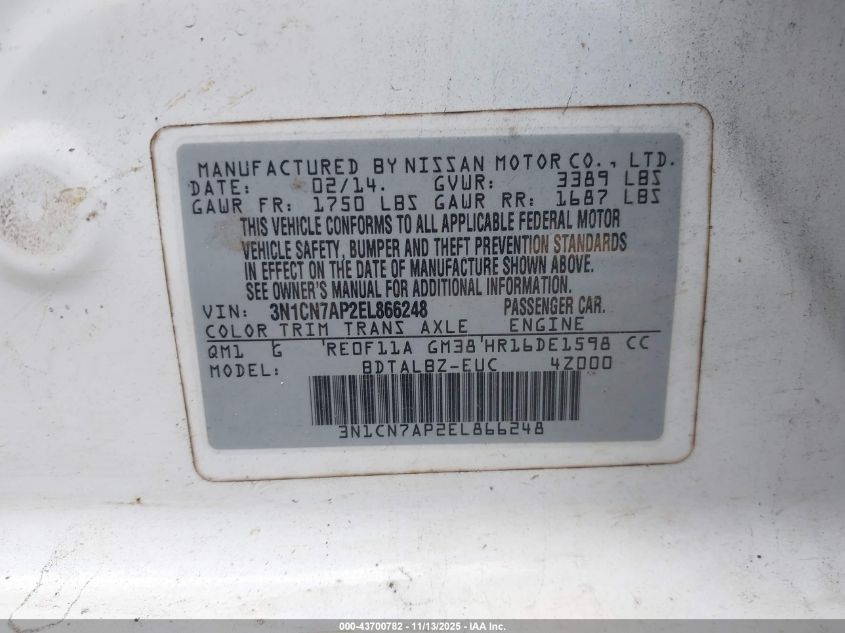 MANUFACTURED BY NISSAN MOTOR CO., LTD.
DATE: 02/14. GVWR: 3389 LBS
GAWR FR: 1750 LBS GAWR RR: 1687 LBS
THIS VEHICLE CONFORMS TO ALL APPLICABLE FEDERAL MOTOR
VEHICLE SAFETY, BUMPER AND THEFT PREVENTION STANDARDS
IN EFFECT ON THE DATE OF MANUFACTURE SHOWN ABOVE.
SEE OWNER'S MANUAL FOR ADDITIONAL INFORMATION.
VIN: 3N1CN7AP2EL866248 PASSENGER CAR.
COLOR TRIM TRANS AXLE ENGINE
QM1 G RE0F11A GM38 HR16DE1598 CC
MODEL: BDTALBZ-EUC 4Z000
3N1CN7AP2EL866248
000-43700782 - 11/13/2025 - IAA Inc.